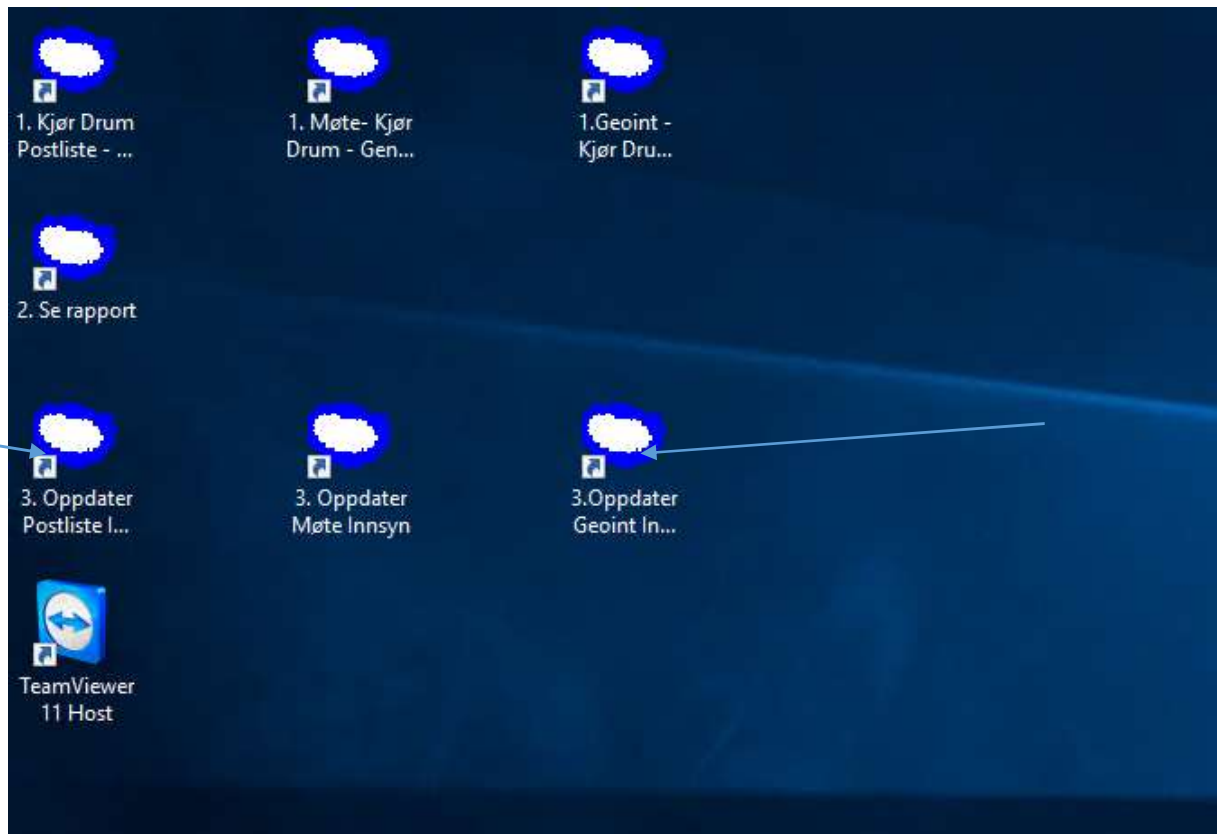 1. Kjør Drum
Postliste - ...
1. Møte- Kjør
Drum - Gen...
1.Geoint -
Kjør Dru...
2. Se rapport
3. Oppdater
Postliste I...
3. Oppdater
Møte Innsyn
3.Oppdater
Geoint In...
TeamViewer
11 Host